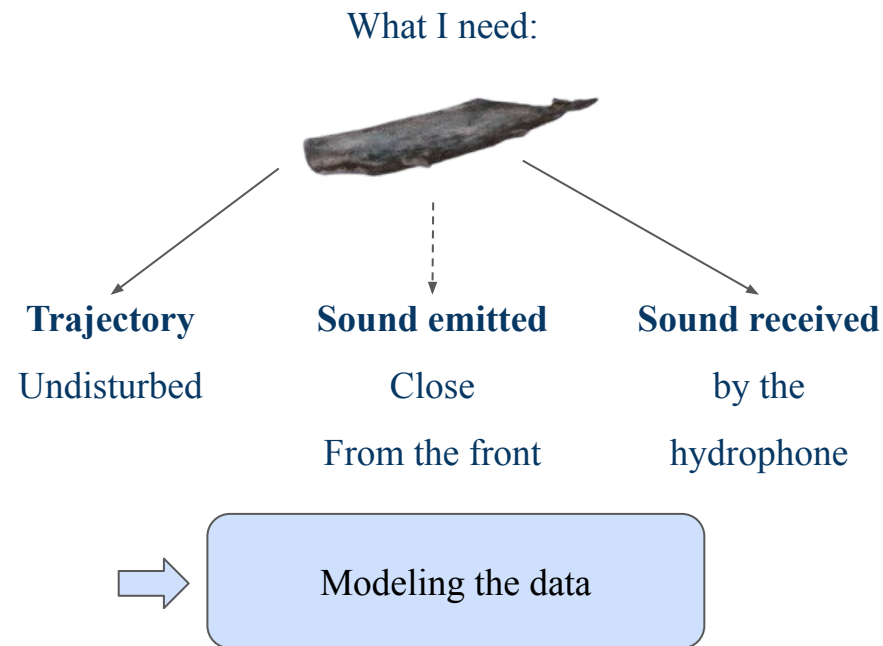 What I need:
Trajectory
Undisturbed
Sound emitted
Close
From the front
Sound received
by the
hydrophone
Modeling the data